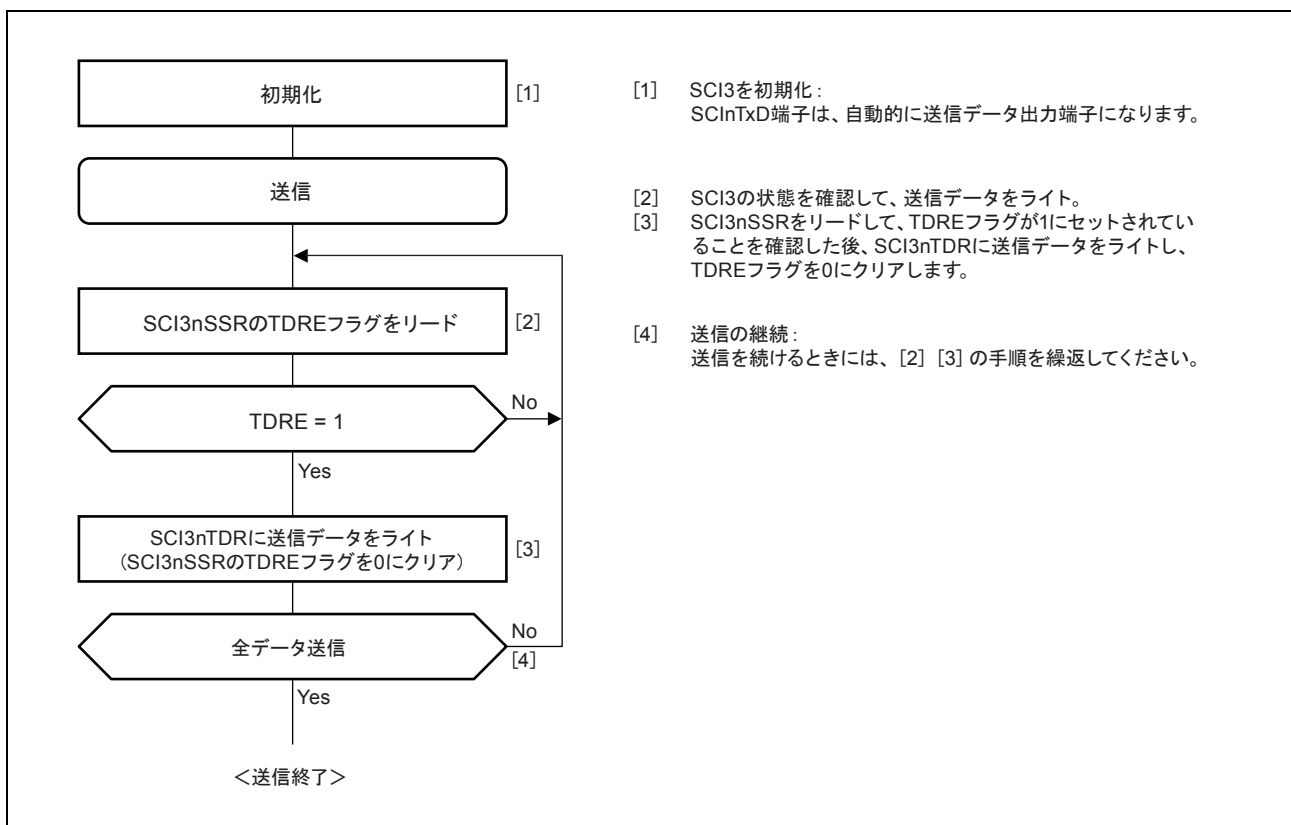 初期化
[1]
送信
SCI3nSSRのTDREフラグをリード
[2]
TDRE = 1
No
Yes
SCI3nTDRに送信データをライト
（SCI3nSSRのTDREフラグを0にクリア）
[3]
全データ送信
No
[4]
Yes
＜送信終了＞
[1] SCI3を初期化：
SCInTxD端子は、自動的に送信データ出力端子になります。
[2] SCI3の状態を確認して、送信データをライト。
[3] SCI3nSSRをリードして、TDREフラグが1にセットされてい
ることを確認した後、SCI3nTDRに送信データをライトし、
TDREフラグを0にクリアします。
[4] 送信の継続：
送信を続けるときには、[2] [3] の手順を繰返してください。